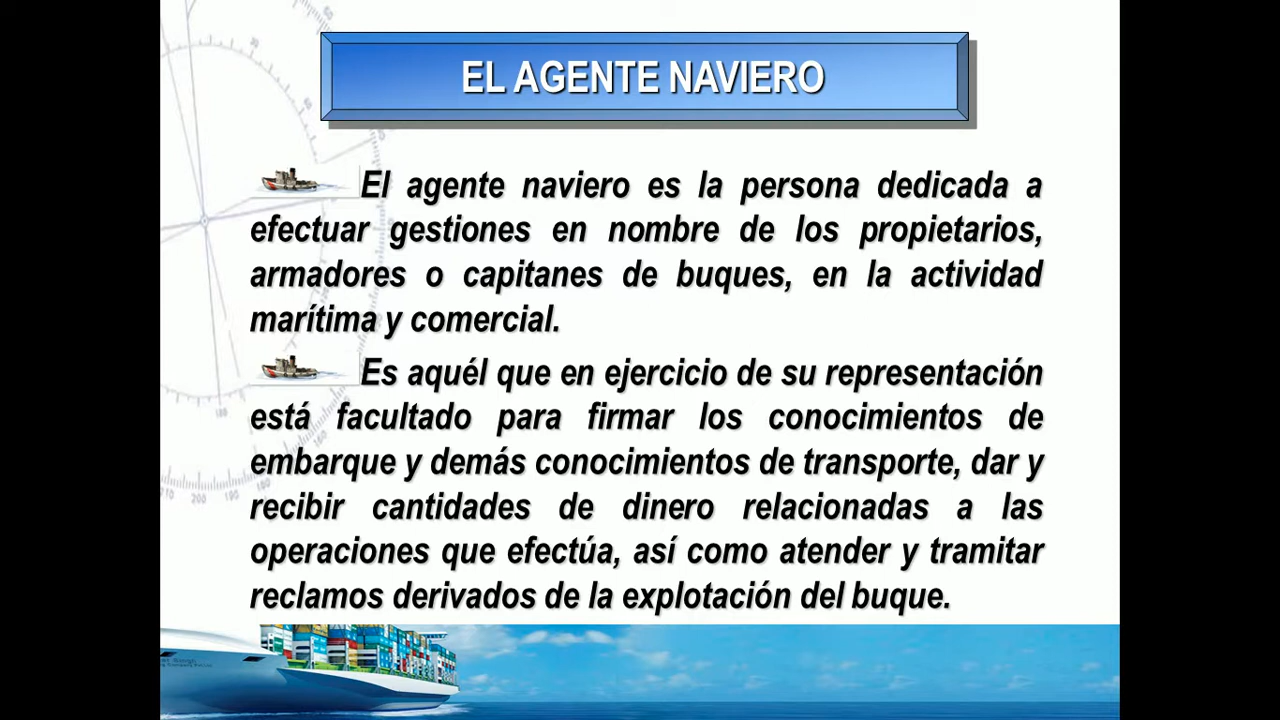 EL AGENTE NAVIERO
El agente naviero es la persona dedicada a
efectuar gestiones en nombre de los propietarios,
armadores o capitanes de buques, en la actividad
marítima y comercial.
Es aquél que en ejercicio de su representación
está facultado para firmar los conocimientos de
embarque y demás conocimientos de transporte, dar y
recibir cantidades de dinero relacionadas a las
operaciones que efectúa, así como atender y tramitar
reclamos derivados de la explotación del buque.